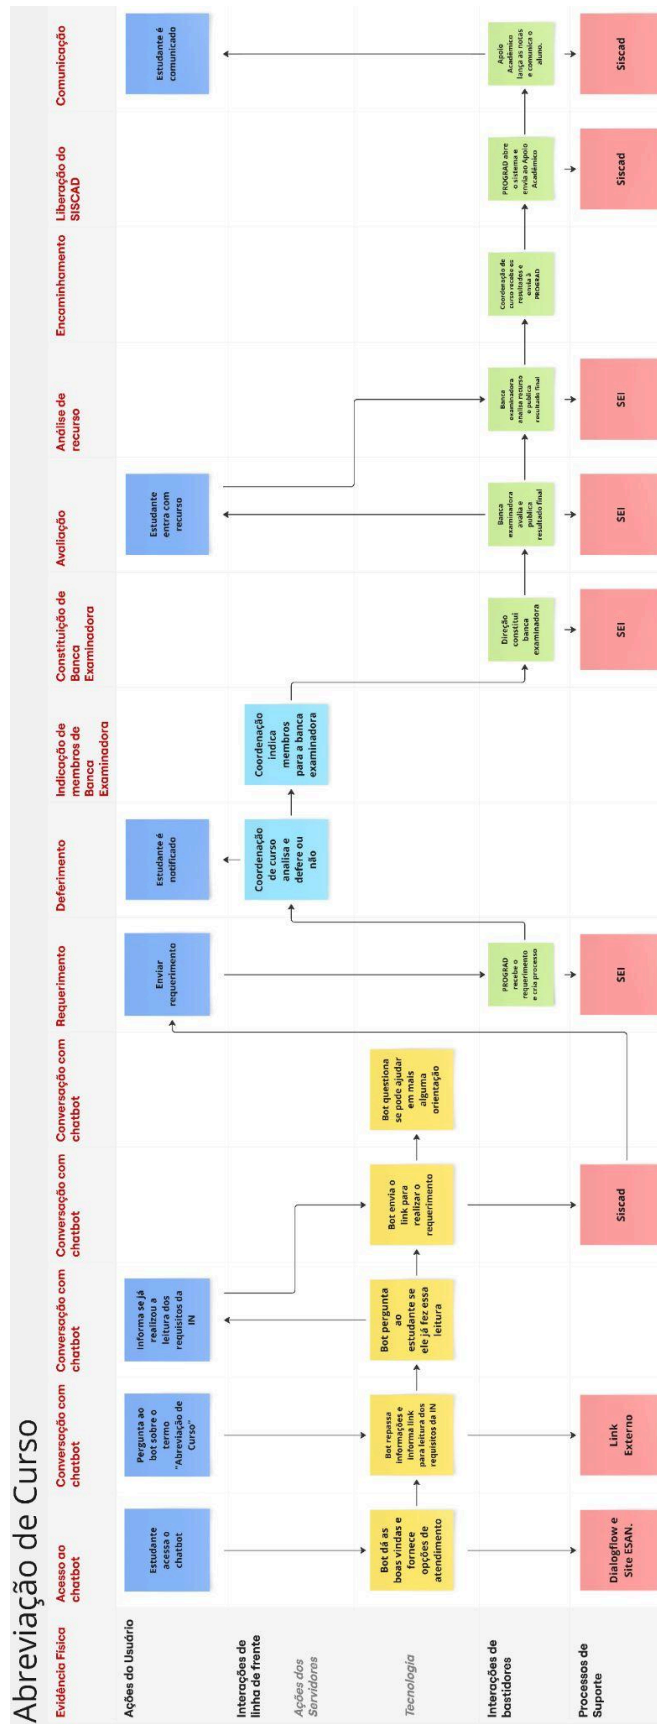 Abreviação de Curso
Evidência Física
Acesso ao
chatbot
Conversação com
chatbot
Conversação com
chatbot
Conversação com
chatbot
Conversação com
chatbot
Requerimento
Deferimento
Indicação de
membros de
Banca
Examinadora
Constituição de
Banca
Examinadora
Avaliação
Análise de
recurso
Encaminhamento
Liberação do
SISCAD
Comunicação
Ações do Usuário
Estudante
acessa o
chatbot
Pergunta ao
bot sobre o
termo
"Abreviação de
Curso"
Informa se já
realizou a
leitura dos
requisitos da
IN
Enviar
requerimento
Estudante é
notificado
Estudante
entra com
recurso
Estudante é
comunicado
Interações de
linha de frente
Ações dos
Servidores
Coordenação
de curso
analisa e
defere ou
não
Coordenação
indica
membros
para a banca
examinadora
Tecnologia
Bot dá as
boas vindas e
fornece
opções de
atendimento
Bot repassa
informações e
informa link
para leitura dos
requisitos da IN
Bot pergunta
ao
estudante se
ele já fez essa
leitura
Bot envia o
link para
realizar o
requerimento
Bot questiona
se pode ajudar
em mais
alguma
orientação
Interações de
bastidores
PROGRAD
recebe o
requerimento
e cria processo
Direção
constitui
banca
examinadora
Banca
examinadora
avalia e
publica
resultado final
Banca
examinadora
analisa recurso
e publica
resultado final
Coordenação de
curso recebe os
resultados e
envia à
PROGRAD
PROGRAD abre
o sistema e
envia ao Apoio
Acadêmico
Apoio
Acadêmico
lança as notas
e comunica o
aluno.
Processos de
Suporte
Dialogflow e
Site ESAN.
Link
Externo
Siscad
SEI
SEI
SEI
SEI
Siscad
Siscad